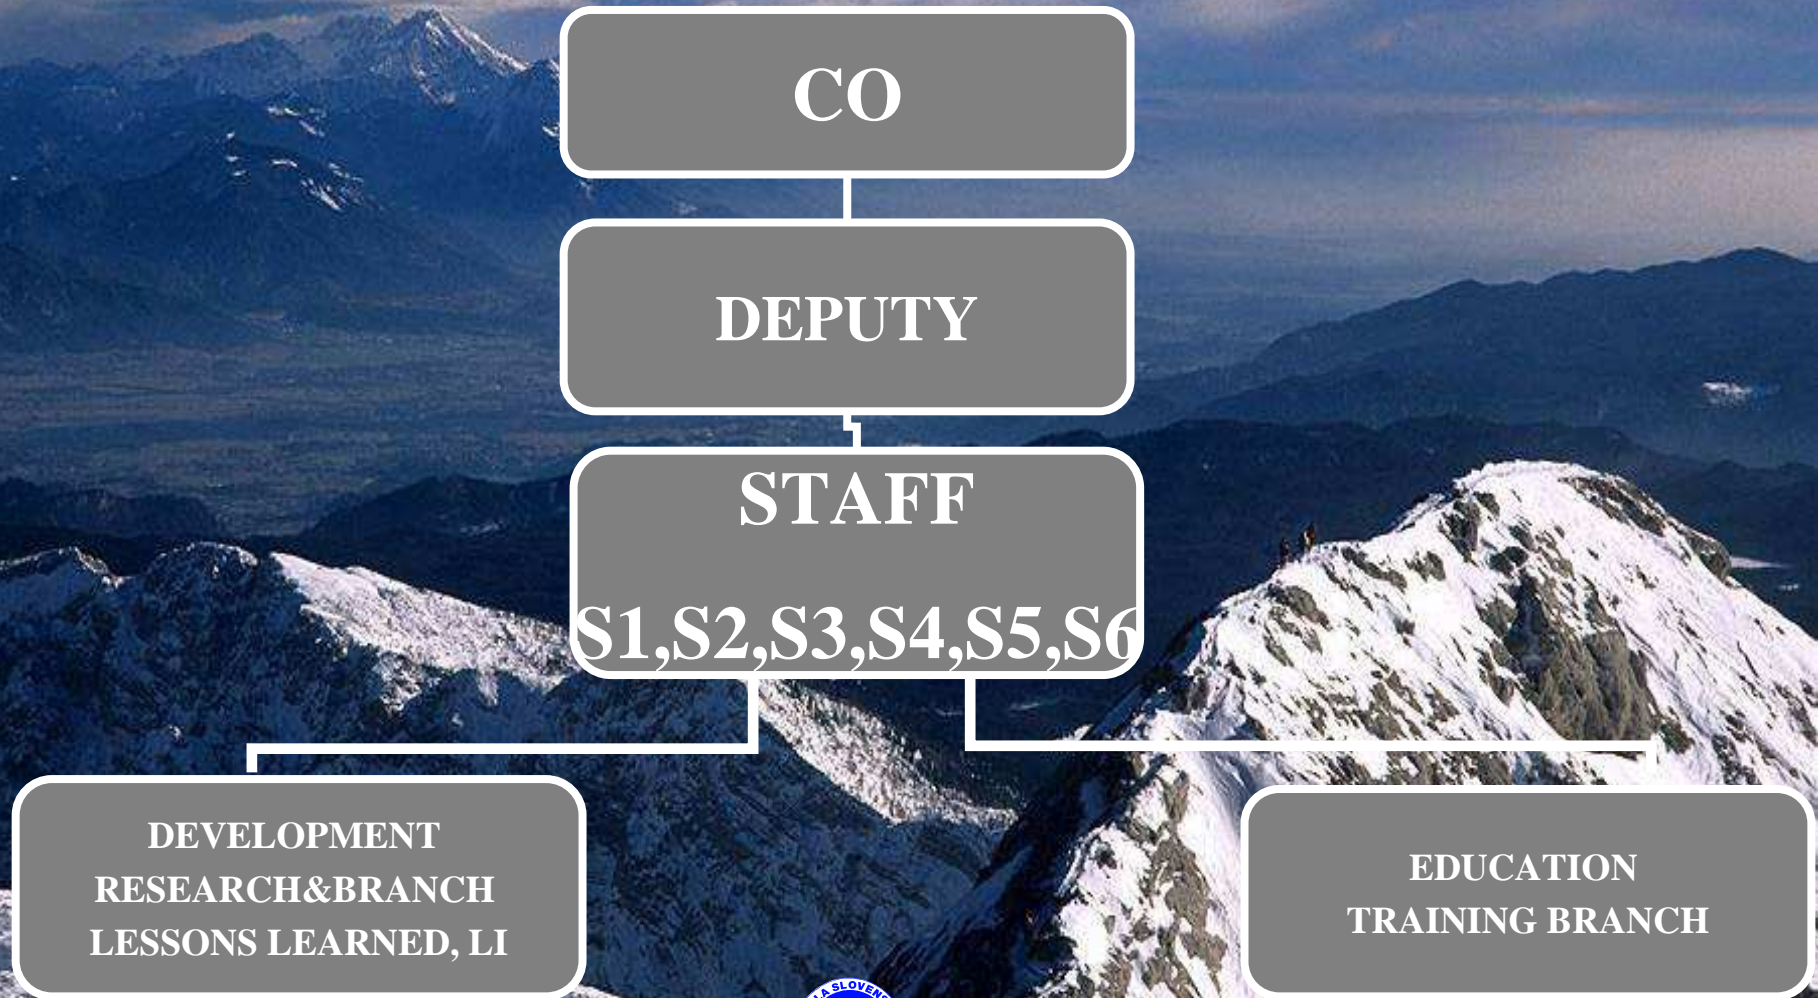 CO
DEPUTY
STAFF
S1,S2,S3,S4,S5,S6
DEVELOPMENT
RESEARCH&BRANCH
LESSONS LEARNED, LI
EDUCATION
TRAINING BRANCH